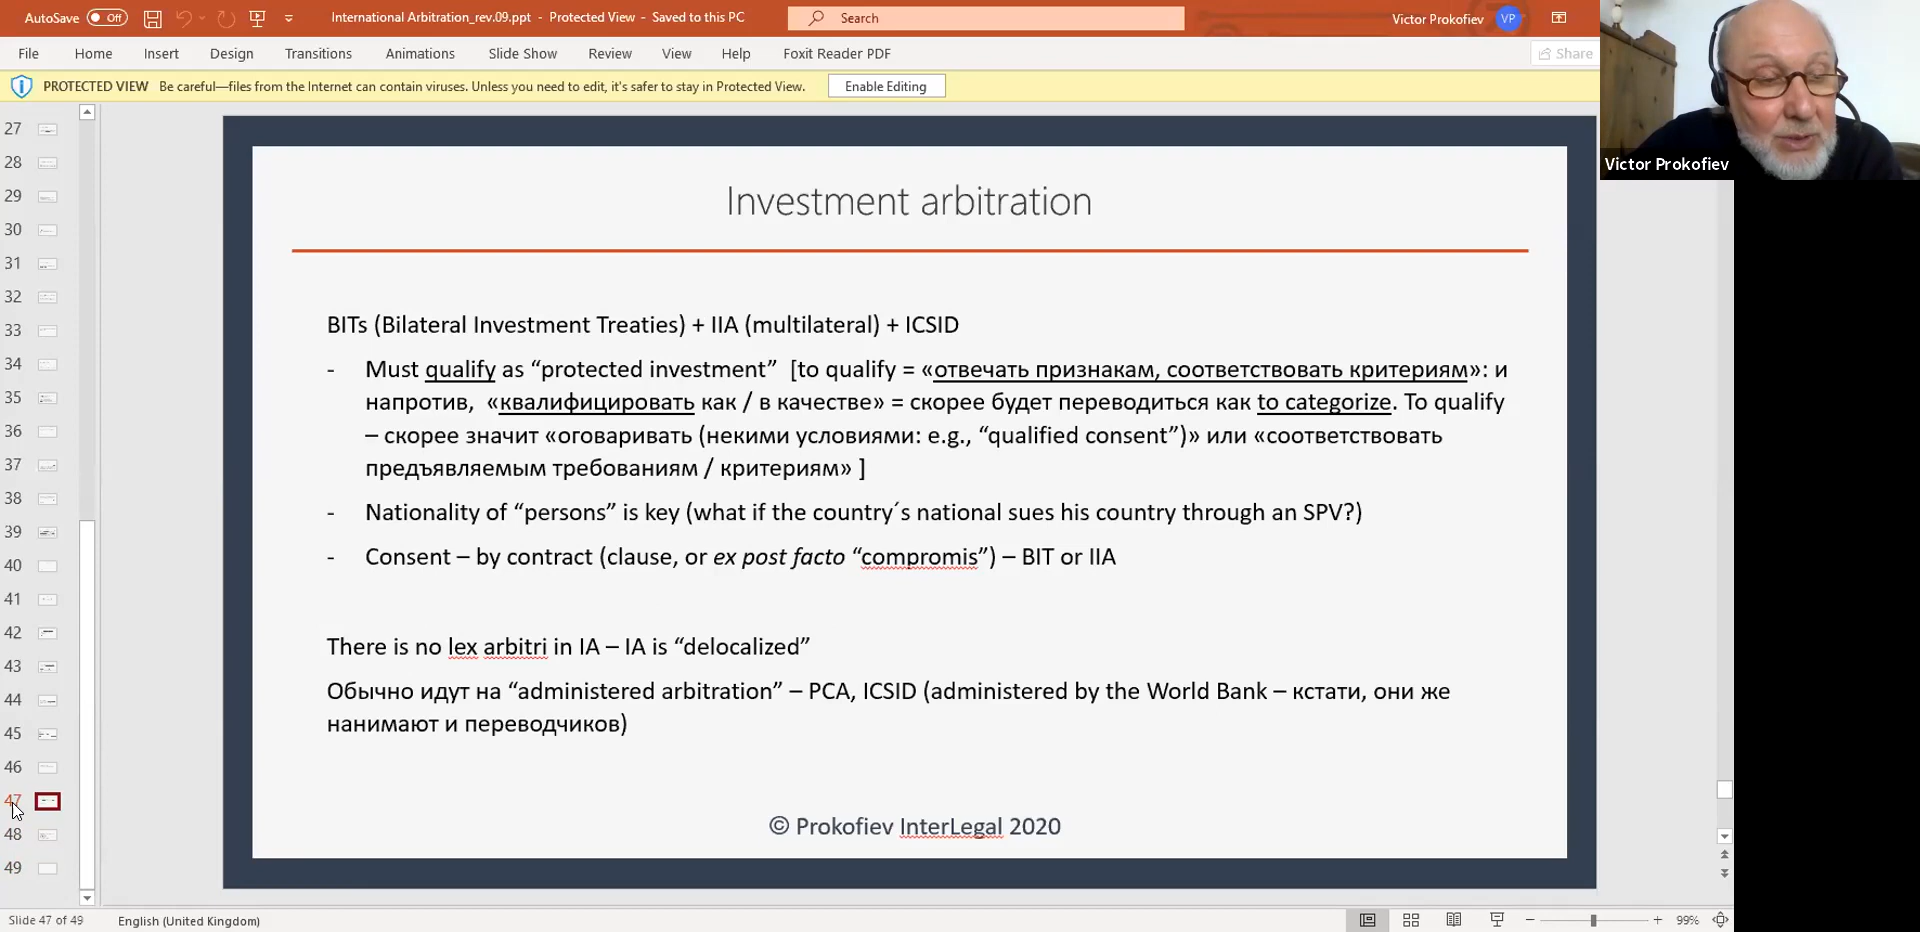 AutoSave Off International Arbitration_rev.09.ppt - Protected View - Saved to this PC Search Victor Prokofiev VP
File Home Insert Design Transitions Animations Slide Show Review View Help Foxit Reader PDF Share
PROTECTED VIEW Be careful—files from the Internet can contain viruses. Unless you need to edit, it's safer to stay in Protected View. Enable Editing
Victor Prokofiev
27
28
29
30
31
32
33
34
35
36
37
38
39
40
41
42
43
44
45
46
47
48
49
Investment arbitration
BITs (Bilateral Investment Treaties) + IIA (multilateral) + ICSID
- Must qualify as “protected investment” [to qualify = «отвечать признакам, соответствовать критериям»: и
напротив, «квалифицировать как / в качестве» = скорее будет переводиться как to categorize. To qualify
– скорее значит «оговаривать (некими условиями: e.g., “qualified consent”)» или «соответствовать
предъявляемым требованиям / критериям» ]
- Nationality of “persons” is key (what if the country´s national sues his country through an SPV?)
- Consent – by contract (clause, or ex post facto “compromis”) – BIT or IIA
There is no lex arbitri in IA – IA is “delocalized”
Обычно идут на “administered arbitration” – PCA, ICSID (administered by the World Bank – кстати, они же
нанимают и переводчиков)
© Prokofiev InterLegal 2020
Slide 47 of 49 English (United Kingdom) 99%